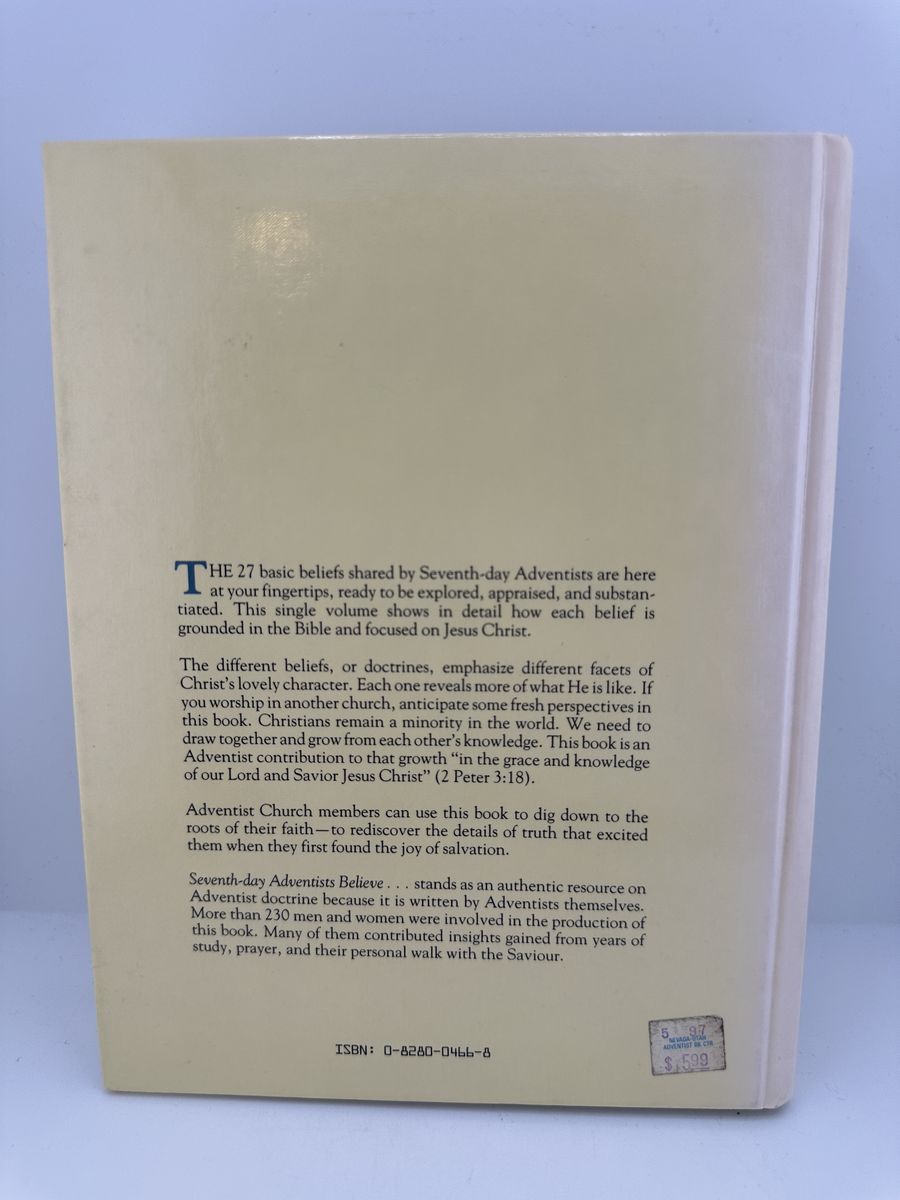 THE 27 basic beliefs shared by Seventh-day Adventists are here
at your fingertips, ready to be explored, appraised, and substan-
tiated. This single volume shows in detail how each belief is
grounded in the Bible and focused on Jesus Christ.
The different beliefs, or doctrines, emphasize different facets of
Christ's lovely character. Each one reveals more of what He is like. If
you worship in another church, anticipate some fresh perspectives in
this book. Christians remain a minority in the world. We need to
draw together and grow from each other's knowledge. This book is an
Adventist contribution to that growth “in the grace and knowledge
of our Lord and Savior Jesus Christ” (2 Peter 3:18).
Adventist Church members can use this book to dig down to the
roots of their faith—to rediscover the details of truth that excited
them when they first found the joy of salvation.
Seventh-day Adventists Believe . . . stands as an authentic resource on
Adventist doctrine because it is written by Adventists themselves.
More than 230 men and women were involved in the production of
this book. Many of them contributed insights gained from years of
study, prayer, and their personal walk with the Saviour.
ISBN: 0-8280-0466-8
5 97
NEVADA-UTAH
ADVENTIST BK CTR
$ 599